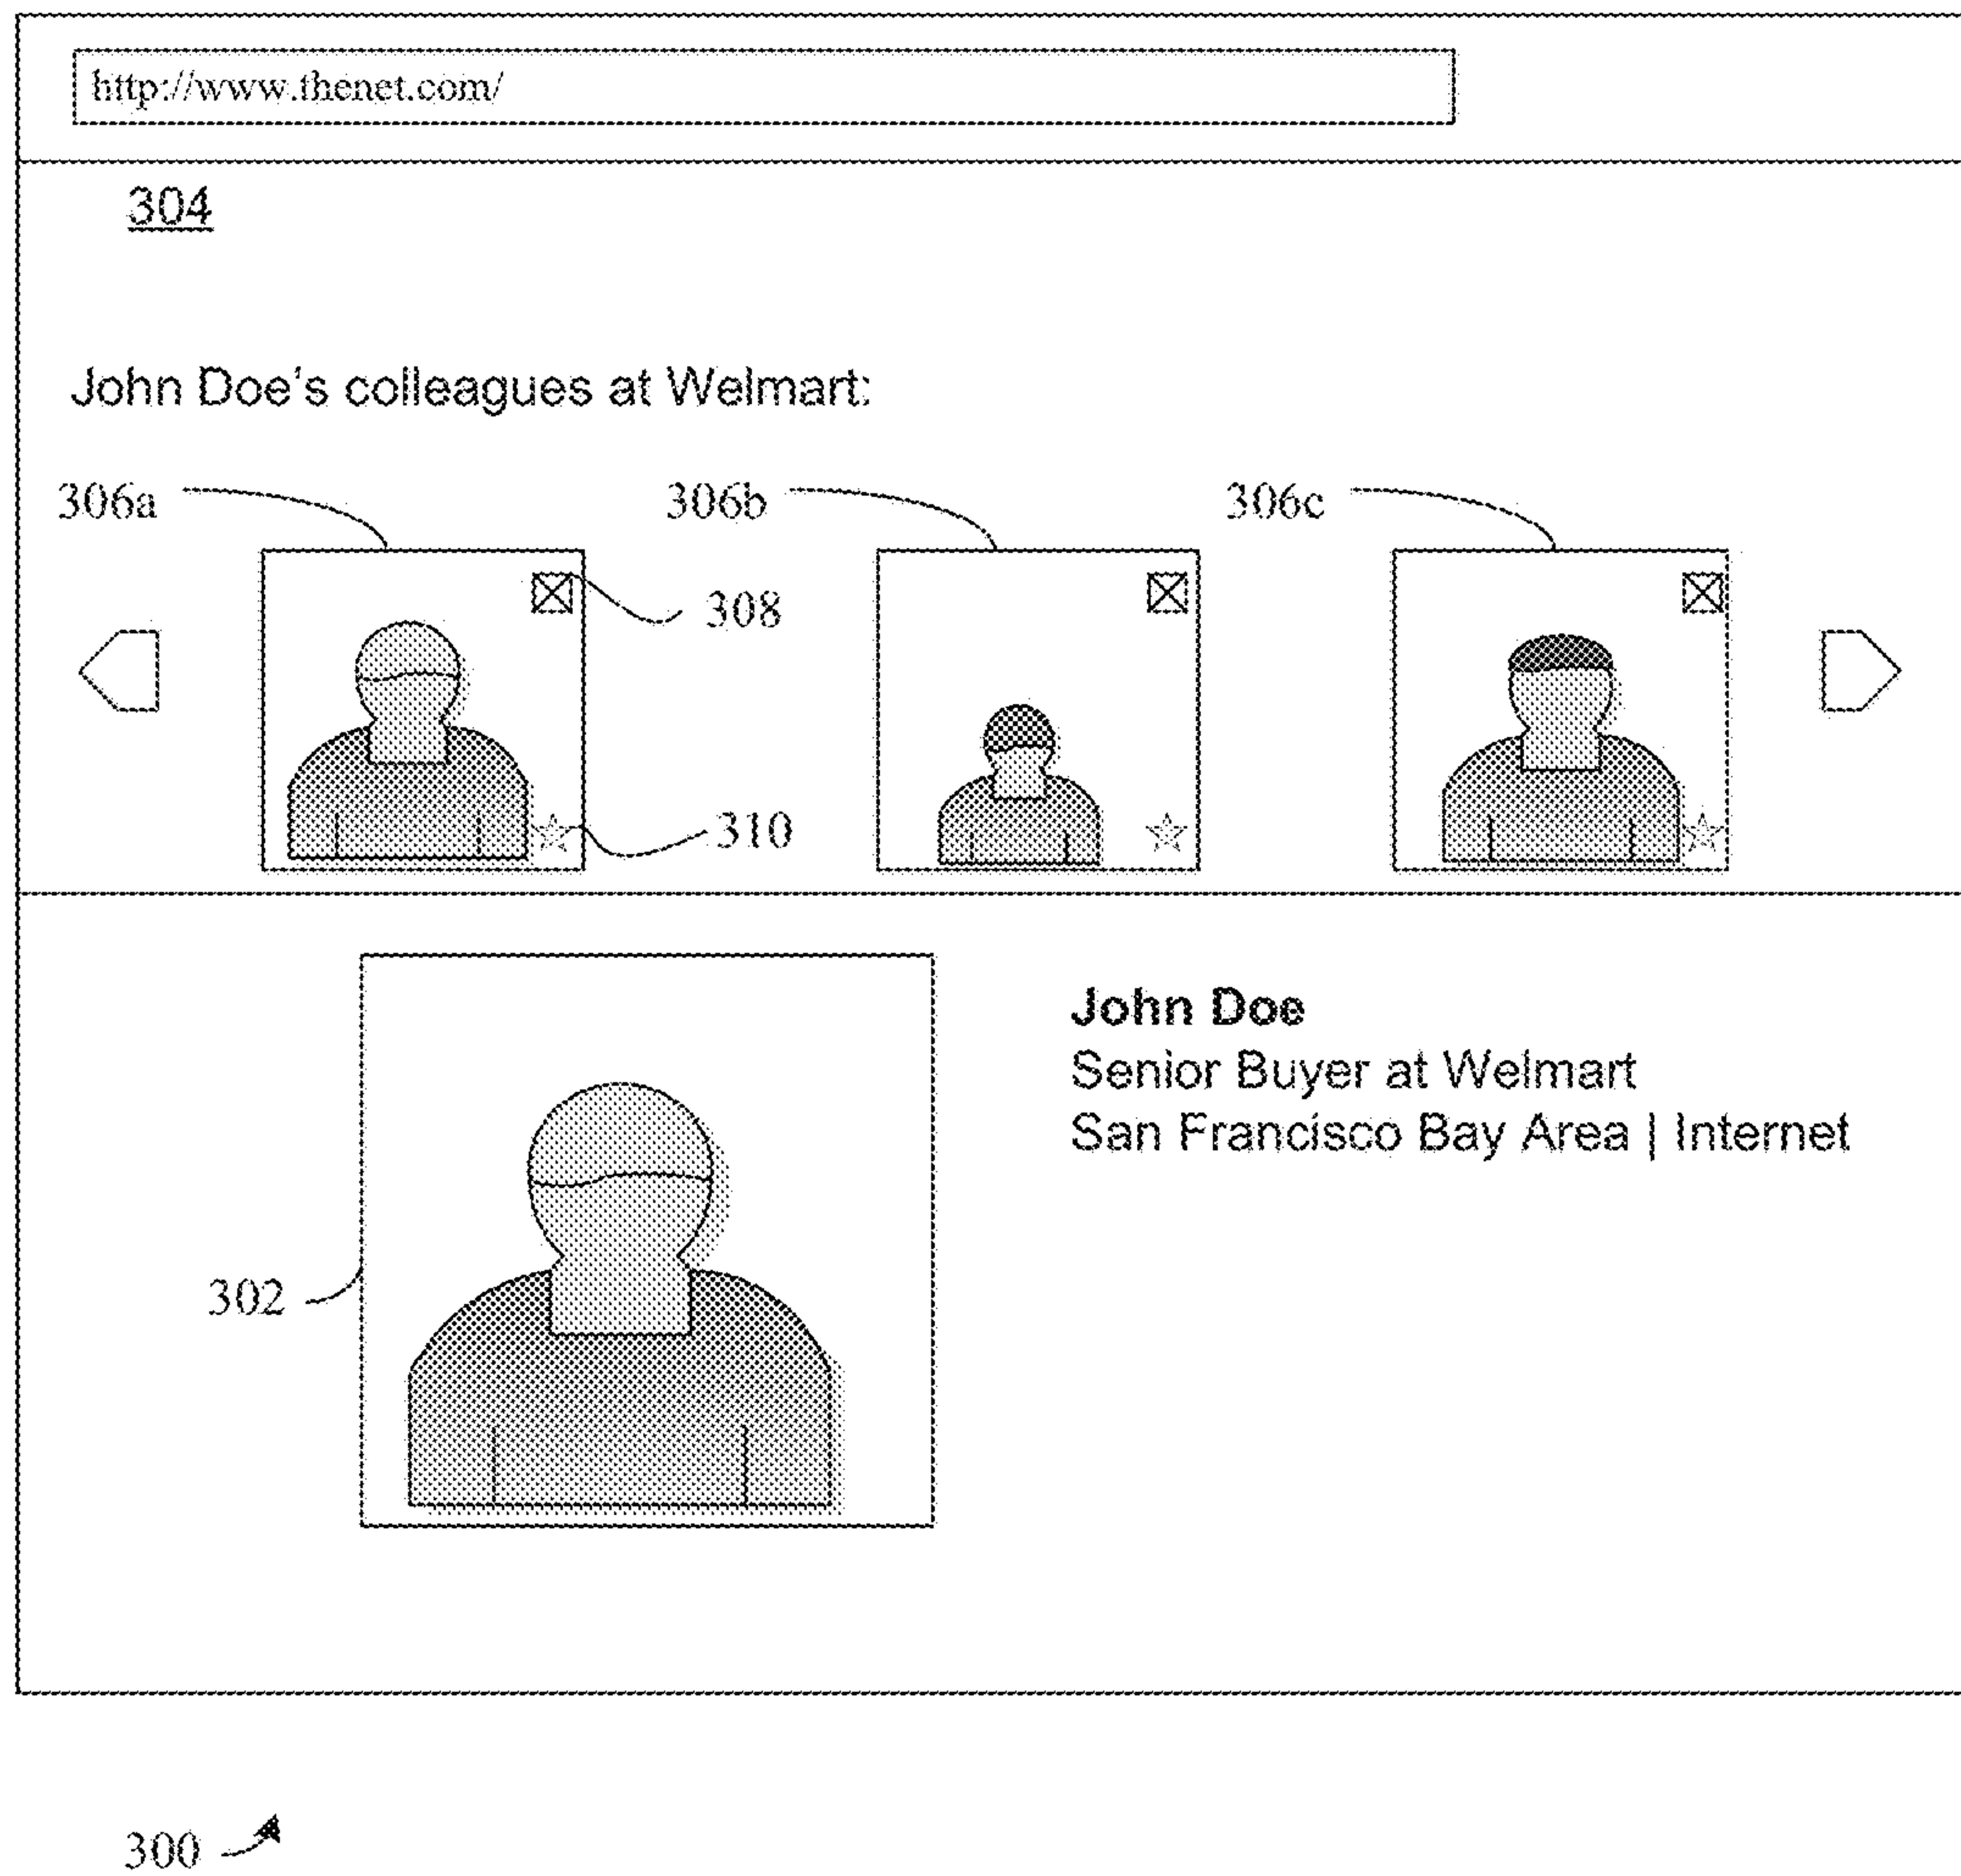 http://www.thenet.com/
304
John Doe's colleagues at Welmart:
306a 306b 306c
308
310
John Doe
Senior Buyer at Welmart
San Francisco Bay Area | Internet
302
300